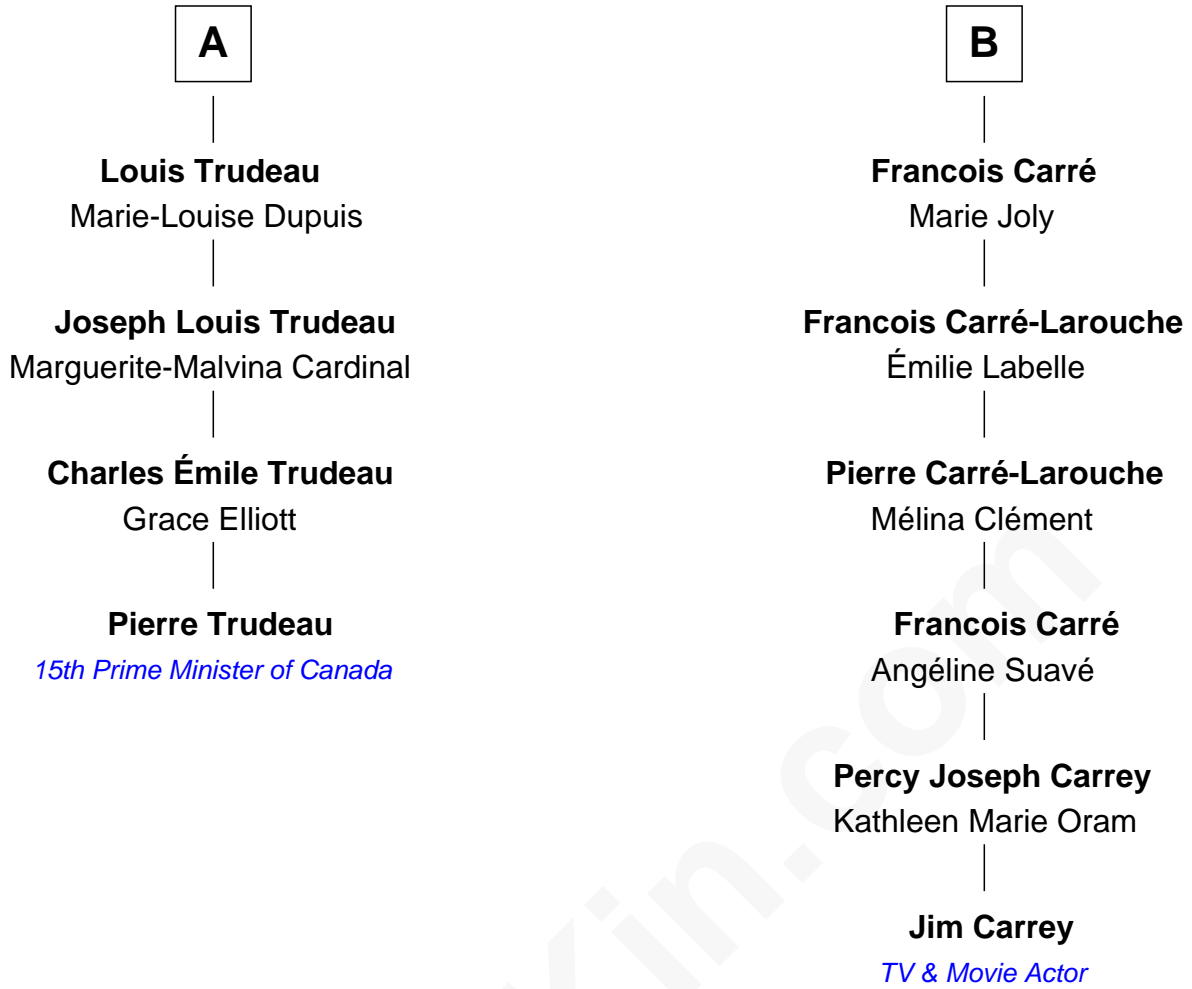 A
Louis Trudeau
Marie-Louise Dupuis
Joseph Louis Trudeau
Marguerite-Malvina Cardinal
Charles Émile Trudeau
Grace Elliott
Pierre Trudeau
15th Prime Minister of Canada
B
Francois Carré
Marie Joly
Francois Carré-Larouche
Émilie Labelle
Pierre Carré-Larouche
Mélina Clément
Francois Carré
Angéline Suavé
Percy Joseph Carrey
Kathleen Marie Oram
Jim Carrey
TV & Movie Actor
Kin.com